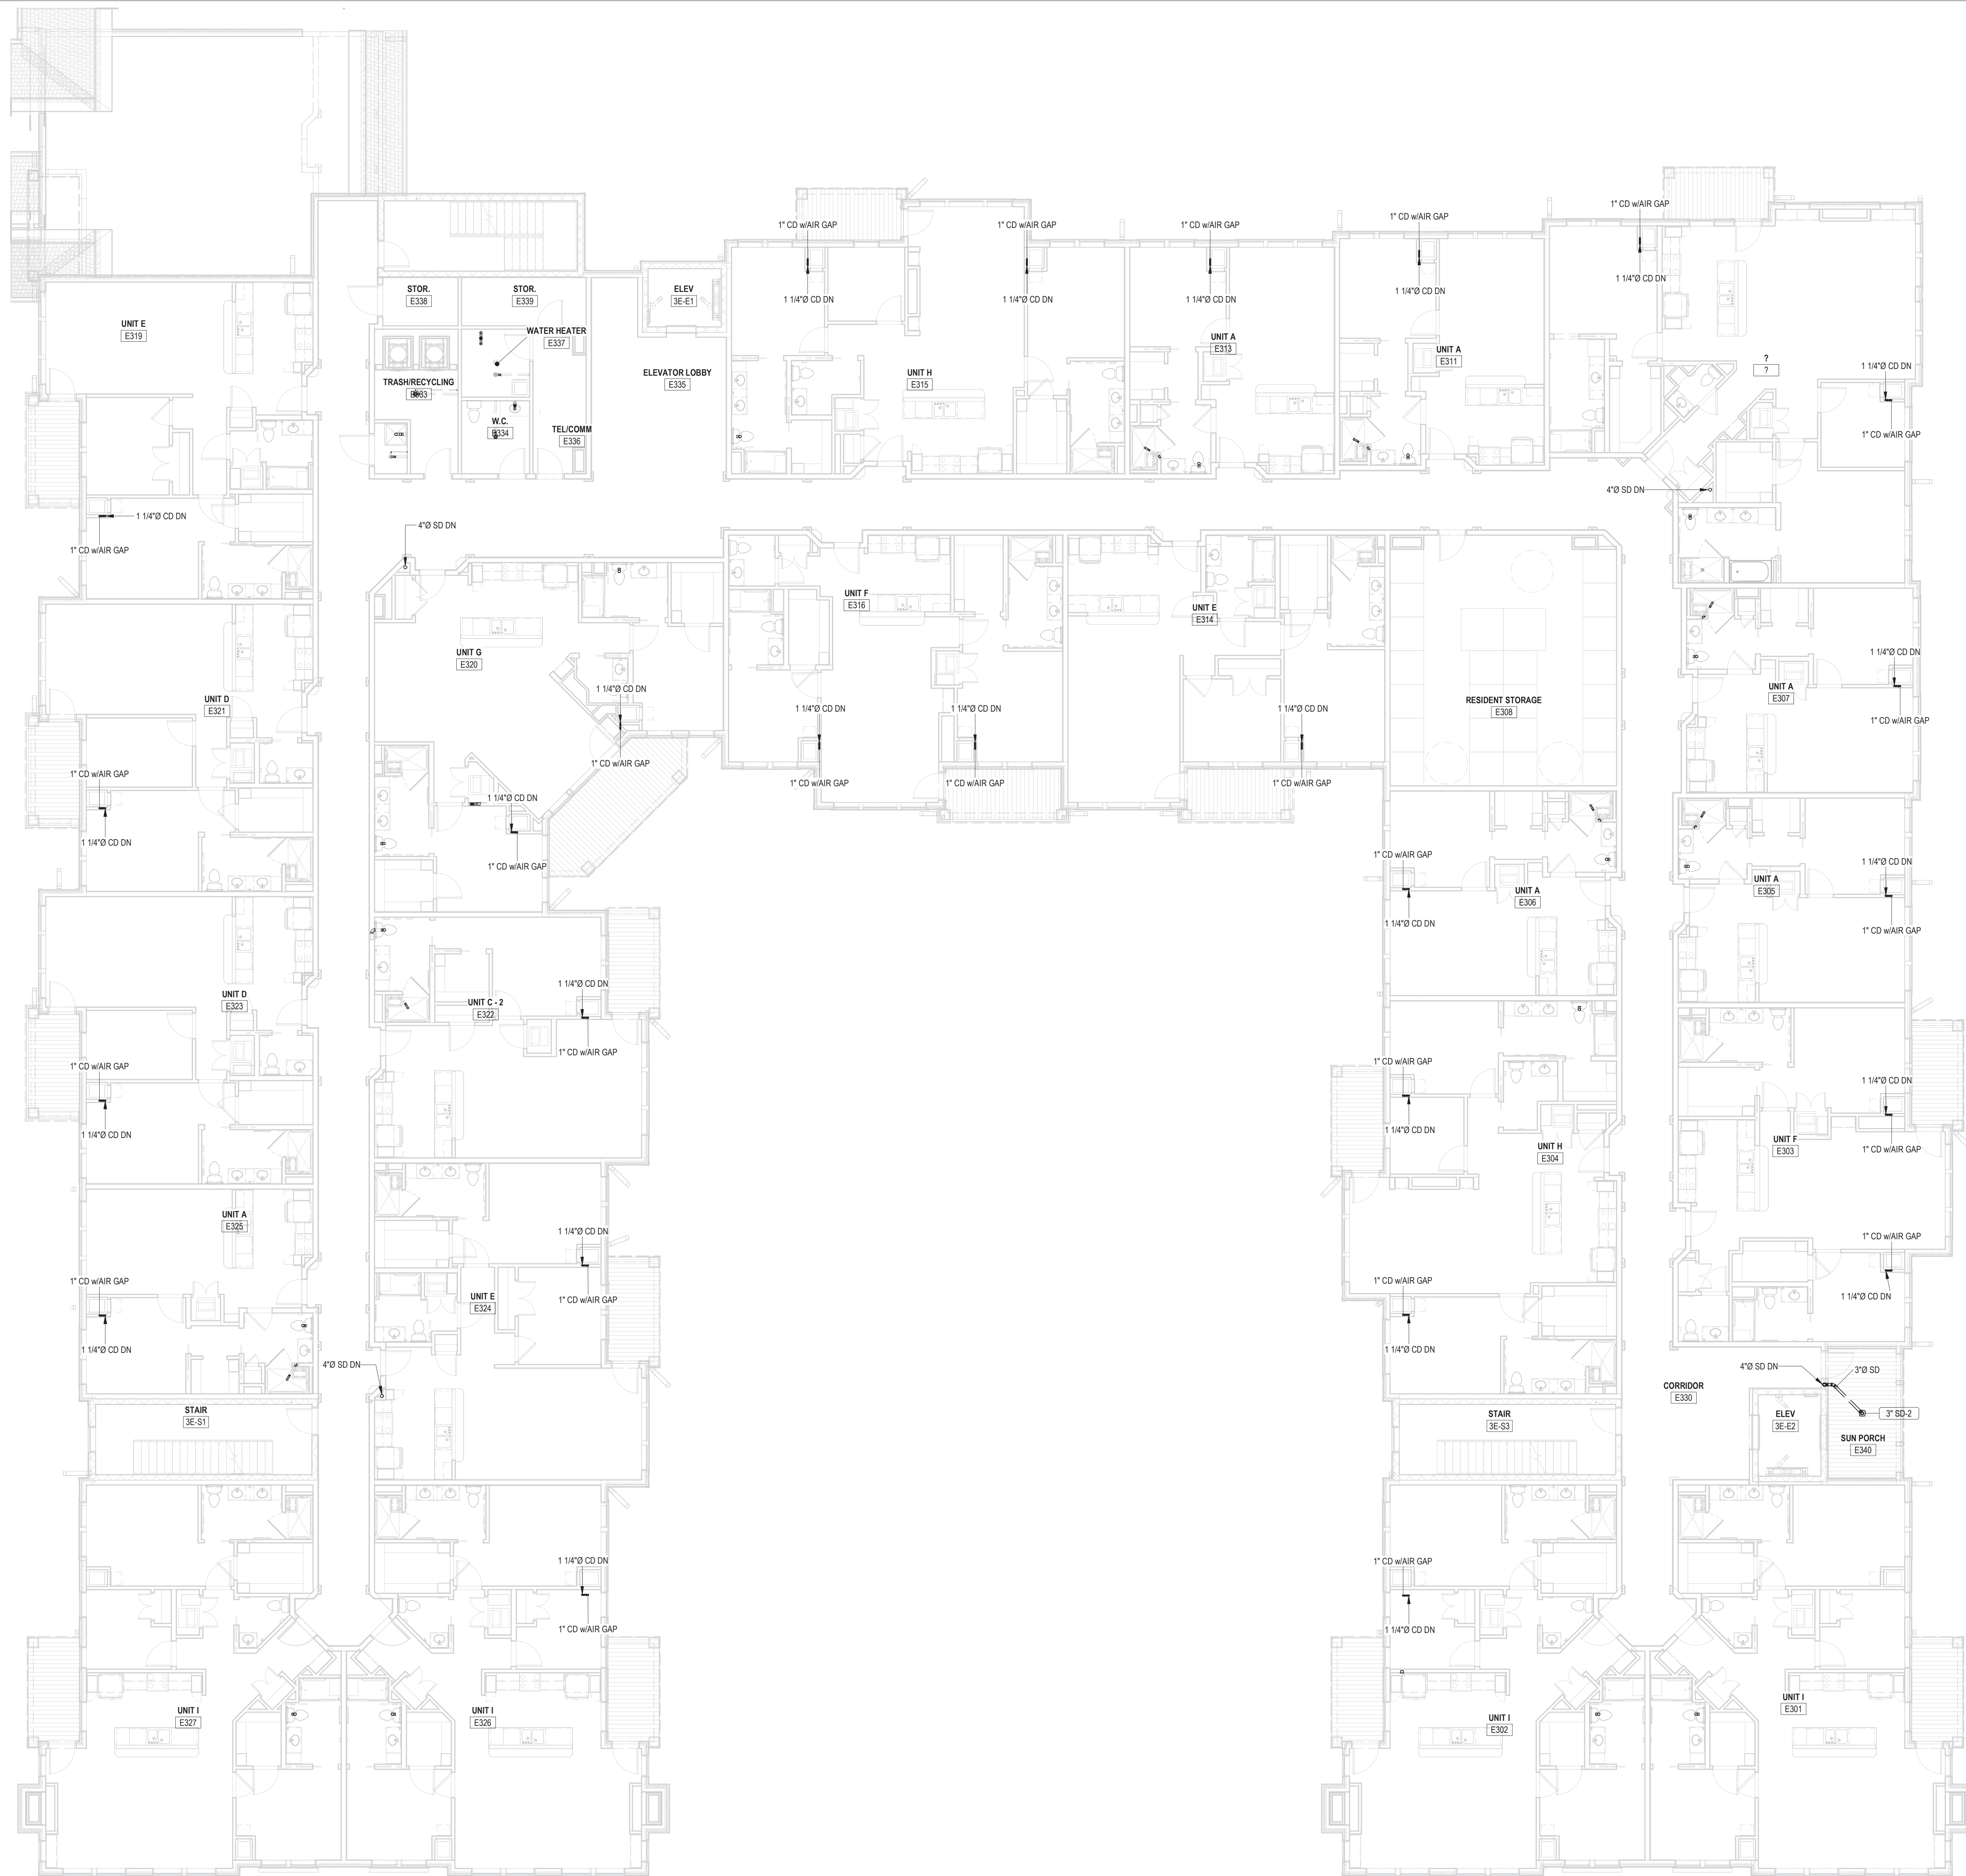 1" CD w/AIR GAP
1" CD w/AIR GAP
1" CD w/AIR GAP
1" CD w/AIR GAP
1" CD w/AIR GAP
STOR.
E338
STOR.
E339
ELEV
3E-E1
1 1/4"Ø CD DN
1 1/4"Ø CD DN
1 1/4"Ø CD DN
1 1/4"Ø CD DN
1 1/4"Ø CD DN
UNIT E
E319
WATER HEATER
E337
UNIT A
E313
UNIT A
E311
?
?
TRASH/RECYCLING
ELEVATOR LOBBY
E335
UNIT H
E315
1 1/4"Ø CD DN
1" CD w/AIR GAP
W.C.
E334
TEL/COMM
E336
4"Ø SD DN
1 1/4"Ø CD DN
1" CD w/AIR GAP
4"Ø SD DN
UNIT F
E316
UNIT E
E314
UNIT G
E320
1 1/4"Ø CD DN
UNIT D
E321
1 1/4"Ø CD DN
1 1/4"Ø CD DN
1 1/4"Ø CD DN
RESIDENT STORAGE
E308
1 1/4"Ø CD DN
UNIT A
E307
1" CD w/AIR GAP
1" CD w/AIR GAP
1" CD w/AIR GAP
1" CD w/AIR GAP
1" CD w/AIR GAP
1" CD w/AIR GAP
1 1/4"Ø CD DN
1 1/4"Ø CD DN
1" CD w/AIR GAP
1" CD w/AIR GAP
1 1/4"Ø CD DN
UNIT A
E306
UNIT A
E305
1 1/4"Ø CD DN
1" CD w/AIR GAP
UNIT D
E323
UNIT C - 2
E322
1 1/4"Ø CD DN
1" CD w/AIR GAP
1" CD w/AIR GAP
1 1/4"Ø CD DN
1" CD w/AIR GAP
1 1/4"Ø CD DN
1 1/4"Ø CD DN
UNIT H
E304
UNIT F
E303
1" CD w/AIR GAP
UNIT A
E325
1 1/4"Ø CD DN
1" CD w/AIR GAP
1" CD w/AIR GAP
1" CD w/AIR GAP
UNIT E
E324
1" CD w/AIR GAP
1 1/4"Ø CD DN
1 1/4"Ø CD DN
1 1/4"Ø CD DN
4"Ø SD DN
4"Ø SD DN
3"Ø SD
CORRIDOR
E330
STAIR
3E-S1
STAIR
3E-S3
ELEV
3E-E2
3" SD-2
SUN PORCH
E340
1 1/4"Ø CD DN
1" CD w/AIR GAP
1" CD w/AIR GAP
1 1/4"Ø CD DN
UNIT I
E327
UNIT I
E326
UNIT I
E302
UNIT I
E301